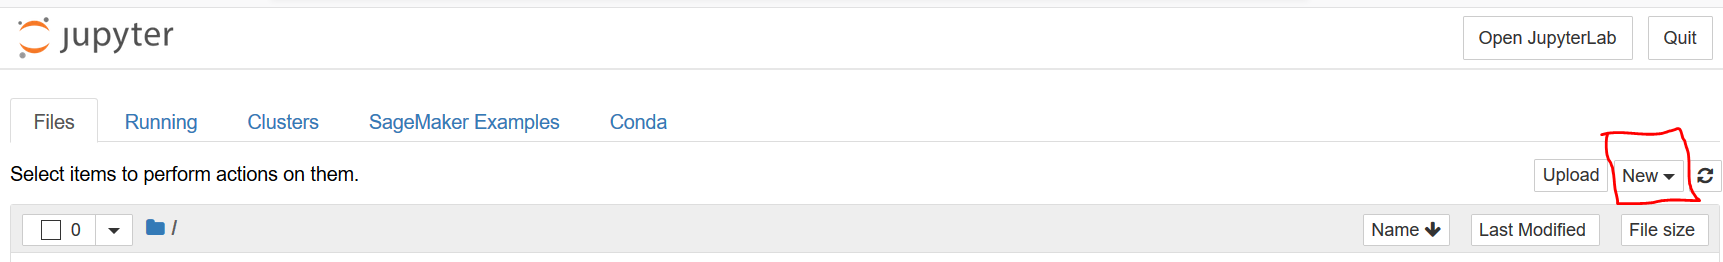 jupyter Open JupyterLab Quit
Files Running Clusters SageMaker Examples Conda
Select items to perform actions on them. Upload New
0 / Name Last Modified File size